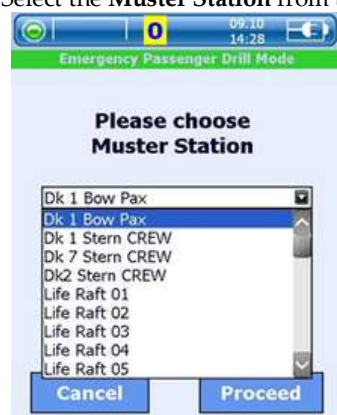 Select the Muster Station from
0
09.10
14:28
Emergency Passenger Drill Mode
Please choose
Muster Station
Dk 1 Bow Pax
Dk 1 Bow Pax
Dk 1 Stern CREW
Dk 7 Stern CREW
Dk2 Stern CREW
Life Raft 01
Life Raft 02
Life Raft 03
Life Raft 04
Life Raft 05
Cancel
Proceed